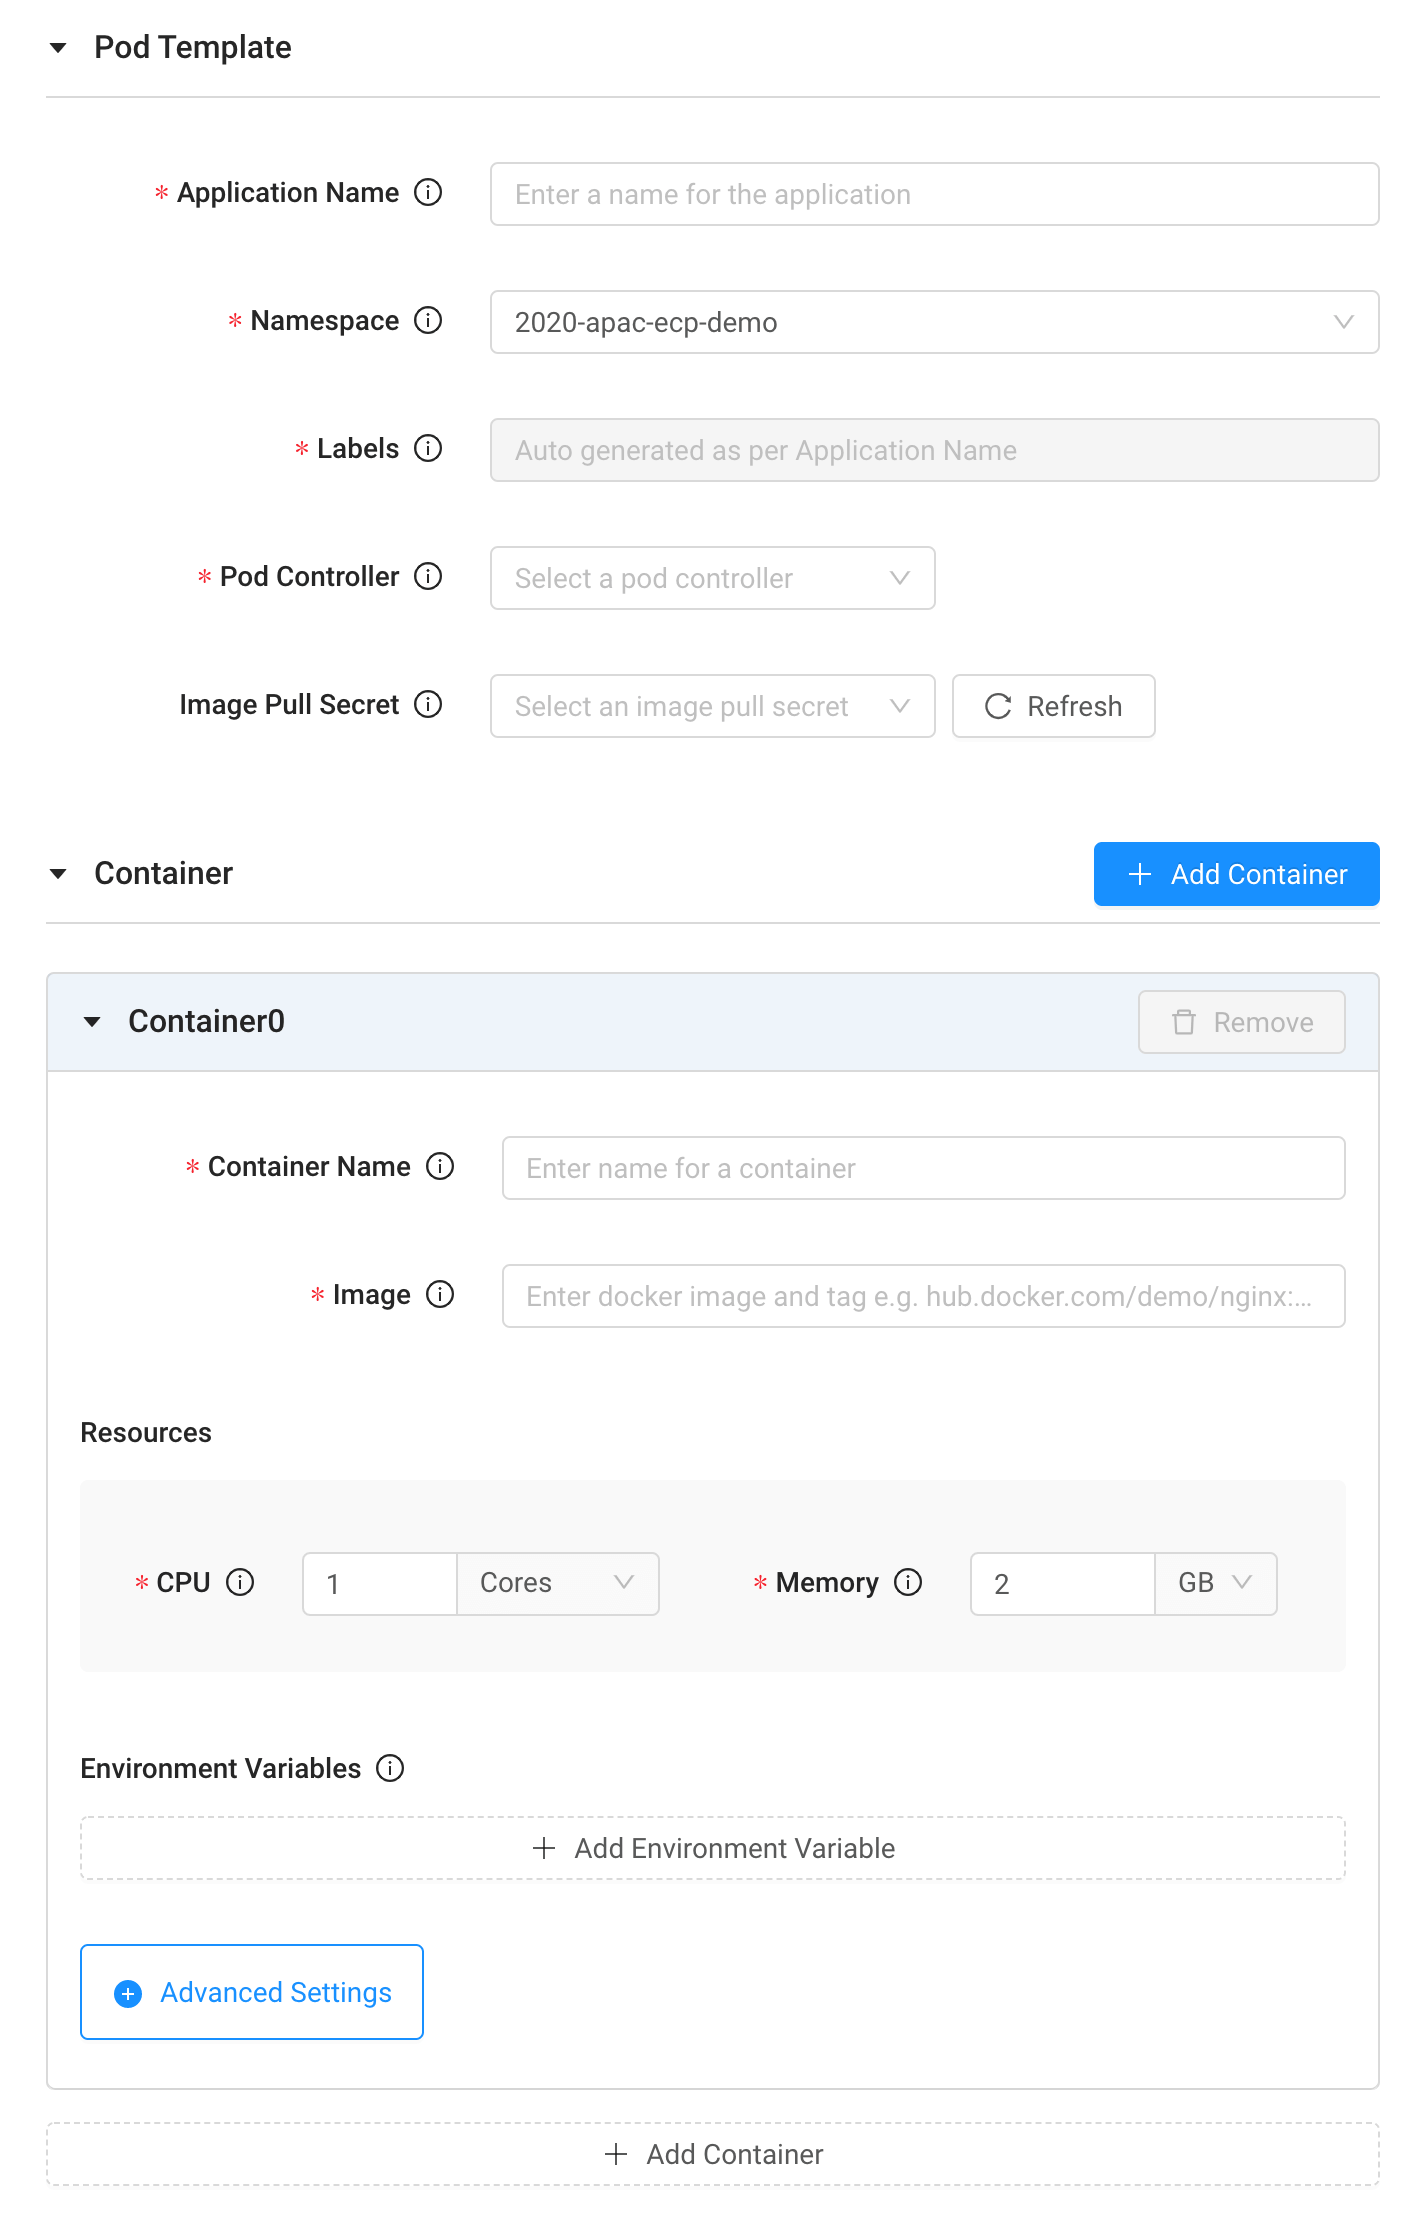 Pod Template
* Application Name
Enter a name for the application
* Namespace
2020-apac-ecp-demo
* Labels
Auto generated as per Application Name
* Pod Controller
Select a pod controller
Image Pull Secret
Select an image pull secret
Refresh
Container
+ Add Container
Container0
Remove
* Container Name
Enter name for a container
* Image
Enter docker image and tag e.g. hub.docker.com/demo/nginx:...
Resources
* CPU
1
Cores
* Memory
2
GB
Environment Variables
+ Add Environment Variable
Advanced Settings
+ Add Container